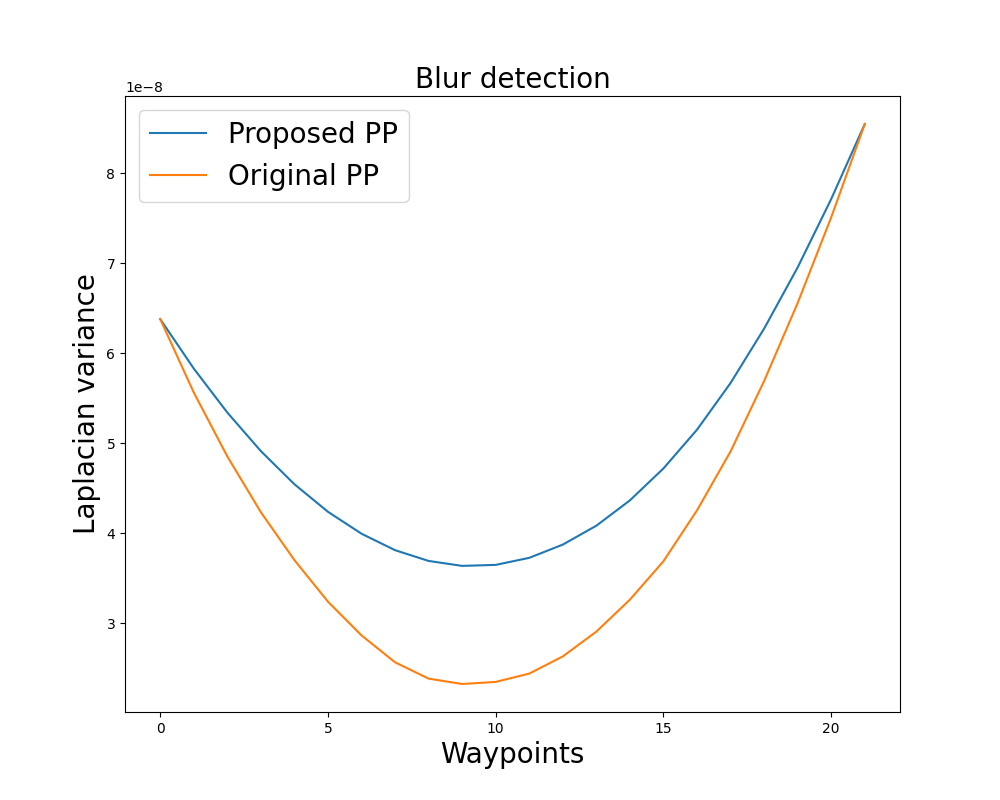 Blur detection
1e−8
Proposed PP
Original PP
8
7
6
5
4
3
Laplacian variance
0 5 10 15 20
Waypoints